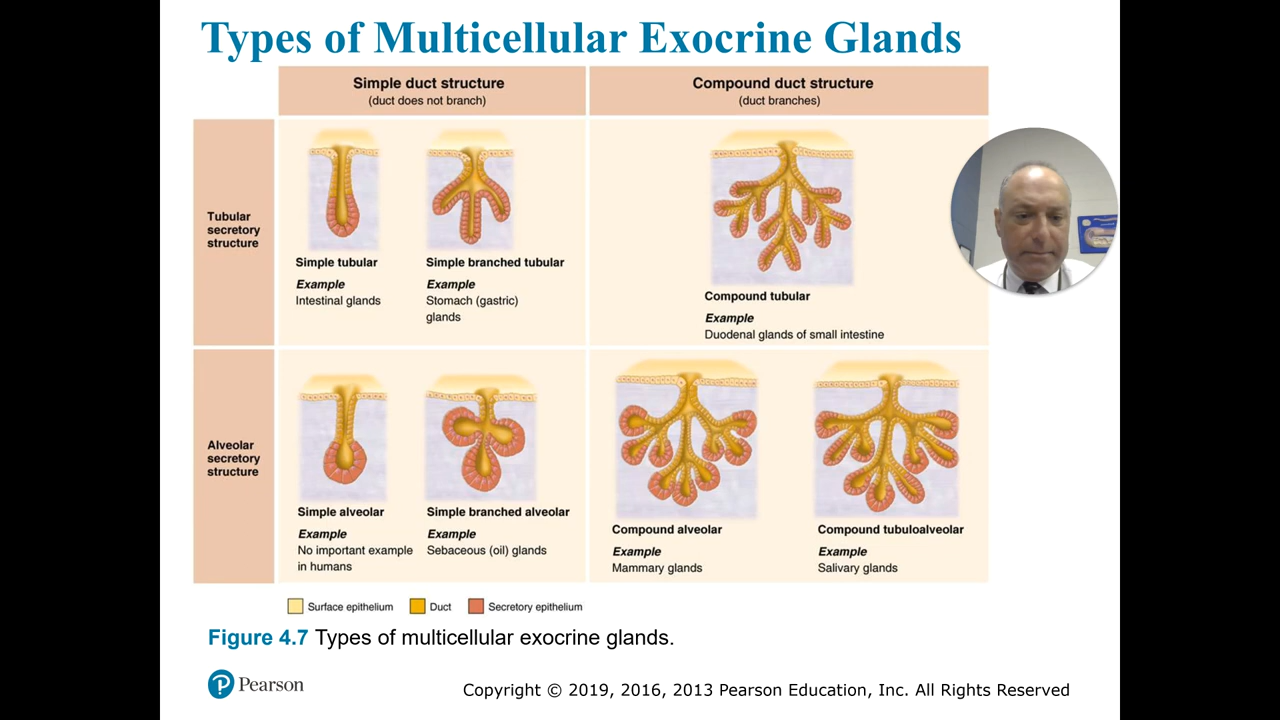 Types of Multicellular Exocrine Glands
Simple duct structure
(duct does not branch)
Compound duct structure
(duct branches)
Tubular
secretory
structure
Simple tubular
Example
Intestinal glands
Simple branched tubular
Example
Stomach (gastric)
glands
Compound tubular
Example
Duodenal glands of small intestine
Alveolar
secretory
structure
Simple alveolar
Example
No important example
in humans
Simple branched alveolar
Example
Sebaceous (oil) glands
Compound alveolar
Example
Mammary glands
Compound tubuloalveolar
Example
Salivary glands
Surface epithelium
Duct
Secretory epithelium
Figure 4.7 Types of multicellular exocrine glands.
P Pearson
Copyright © 2019, 2016, 2013 Pearson Education, Inc. All Rights Reserved